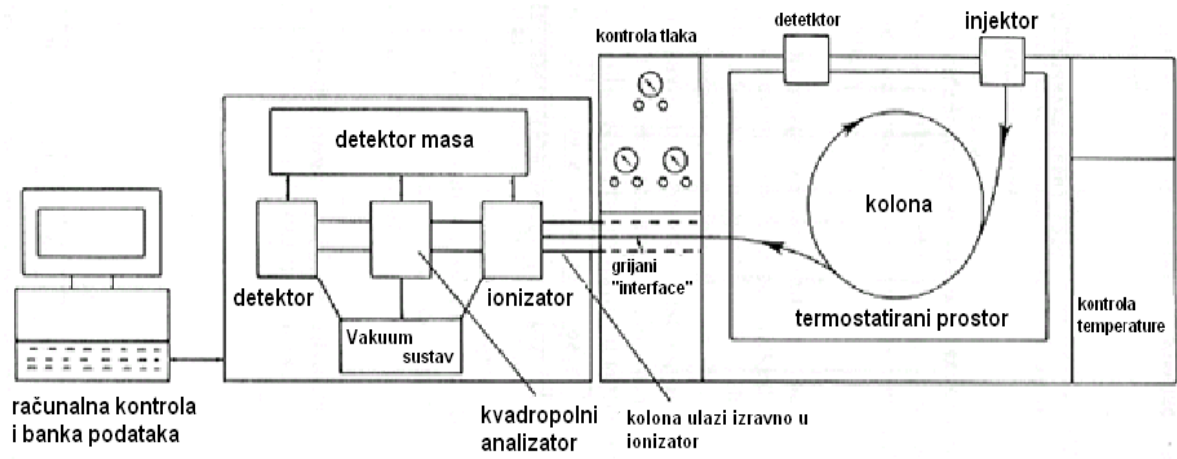 kontrola tlaka
detetktor
injektor
detektor masa
kolona
detektor
ionizator
grijani
"interface"
termostatirani prostor
kontrola
temperature
Vakuum
sustav
računalna kontrola
i banka podataka
kvadropolni
analizator
kolona ulazi izravno u
ionizator